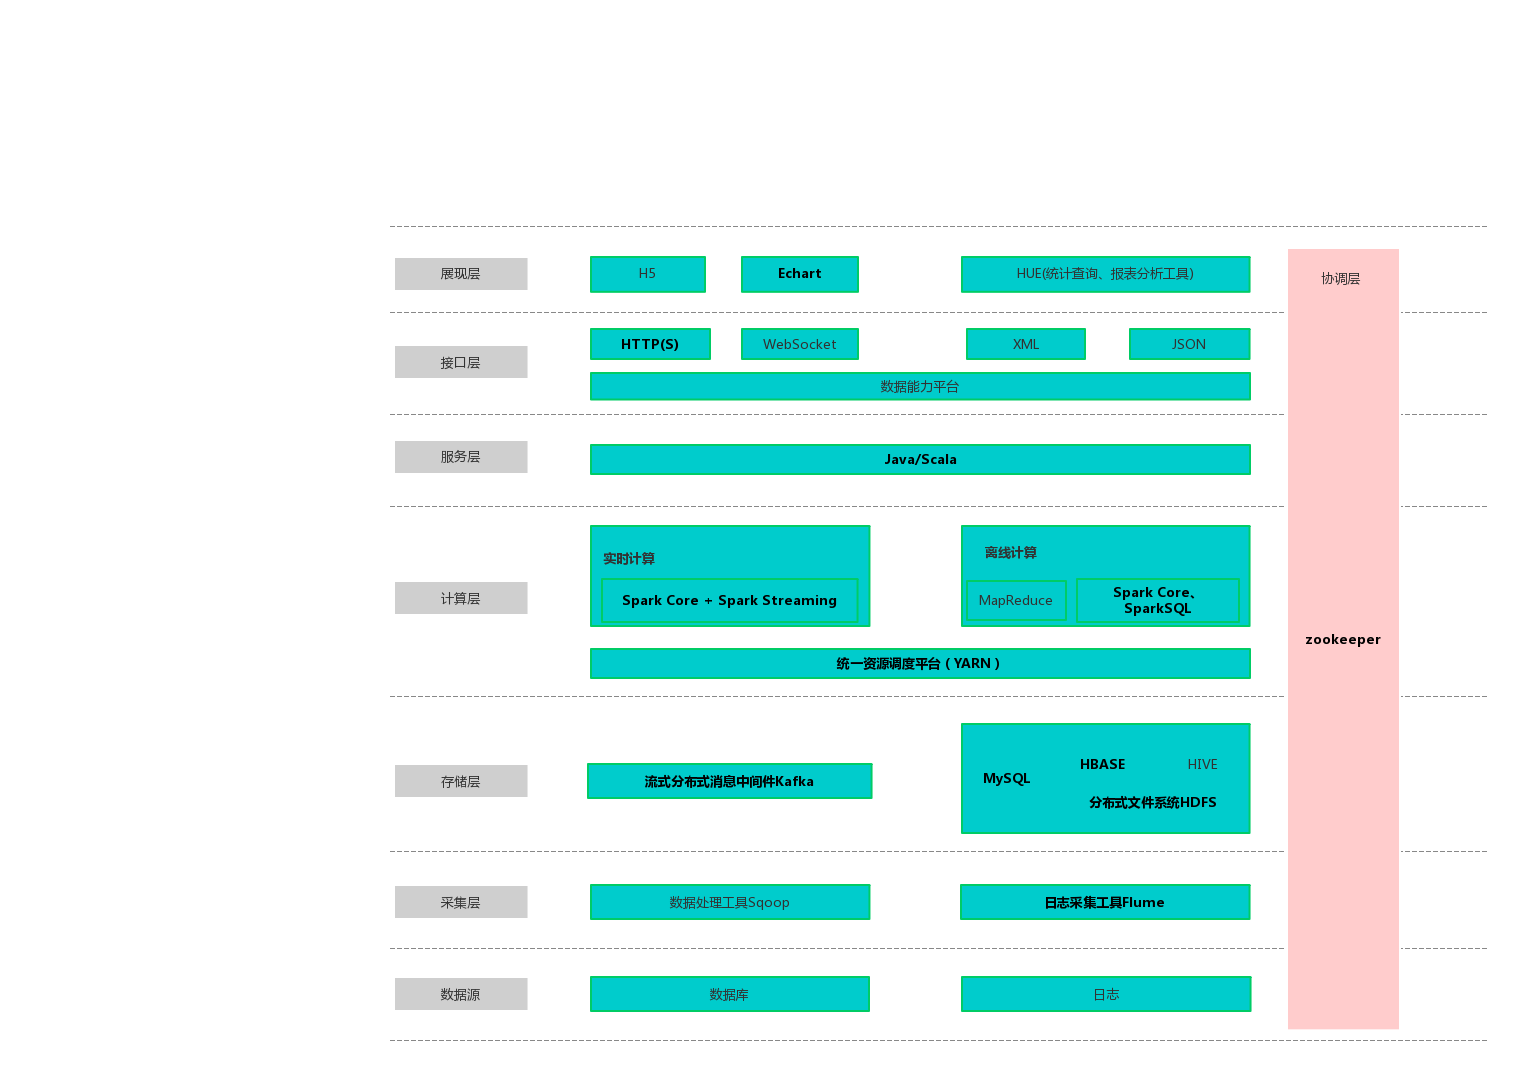 展现层
H5
Echart
HUE(统计查询、报表分析工具)
协调层
接口层
HTTP(S)
WebSocket
XML
JSON
数据能力平台
服务层
Java/Scala
计算层
实时计算
Spark Core + Spark Streaming
离线计算
MapReduce
Spark Core、
SparkSQL
统一资源调度平台（YARN）
zookeeper
存储层
流式分布式消息中间件Kafka
MySQL
HBASE
HIVE
分布式文件系统HDFS
采集层
数据处理工具Sqoop
日志采集工具Flume
数据源
数据库
日志